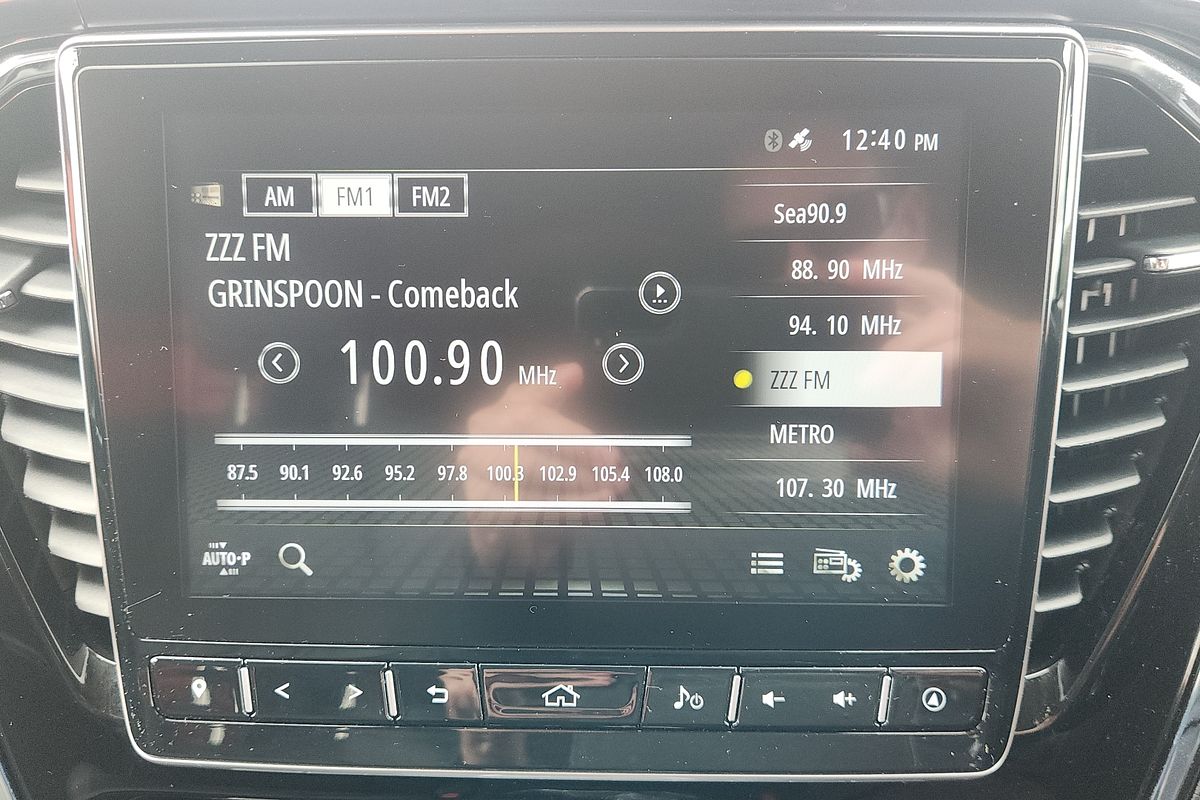 12:40 PM
AM FM1 FM2
ZZZ FM
GRINSPOON - Comeback
100.90 MHz
87.5 90.1 92.6 95.2 97.8 100.3 102.9 105.4 108.0
AUTO•P
Sea90.9
88. 90 MHz
94. 10 MHz
ZZZ FM
METRO
107. 30 MHz